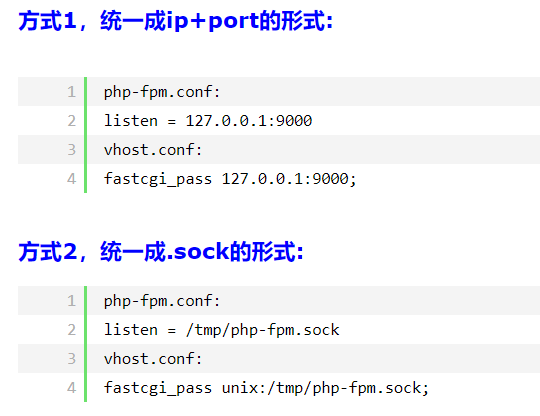 方式1，统一成ip+port的形式:
1 php-fpm.conf:
2 listen = 127.0.0.1:9000
3 vhost.conf:
4 fastcgi_pass 127.0.0.1:9000;
方式2，统一成.sock的形式:
1 php-fpm.conf:
2 listen = /tmp/php-fpm.sock
3 vhost.conf:
4 fastcgi_pass unix:/tmp/php-fpm.sock;